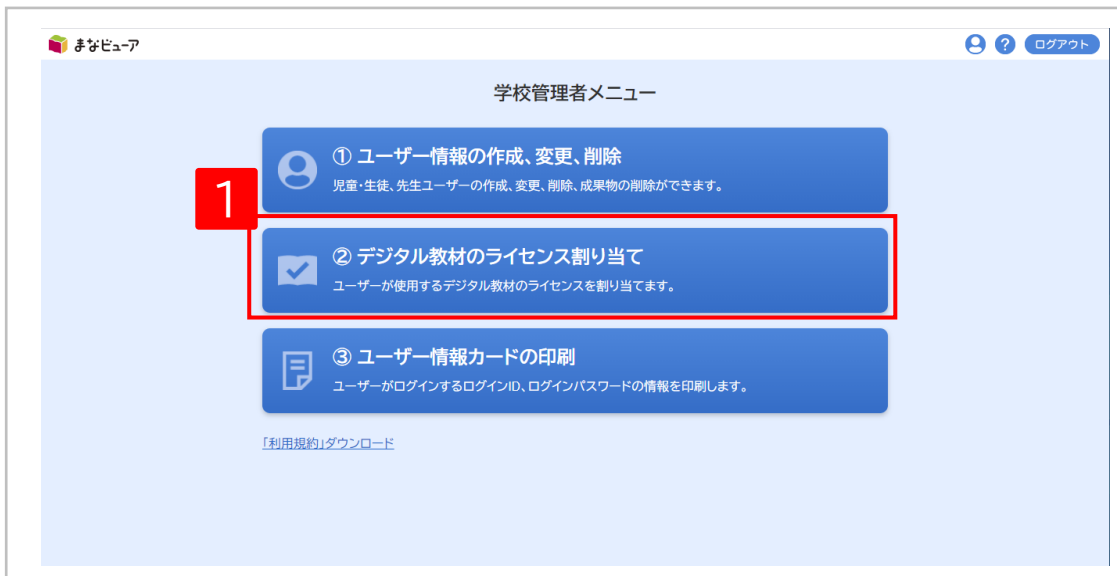 まなビューア
? ログアウト
学校管理者メニュー
① ユーザー情報の作成、変更、削除
児童・生徒、先生ユーザーの作成、変更、削除、成果物の削除ができます。
1
② デジタル教材のライセンス割り当て
ユーザーが使用するデジタル教材のライセンスを割り当てます。
③ ユーザー情報カードの印刷
ユーザーがログインするログインID、ログインパスワードの情報を印刷します。
「利用規約」ダウンロード